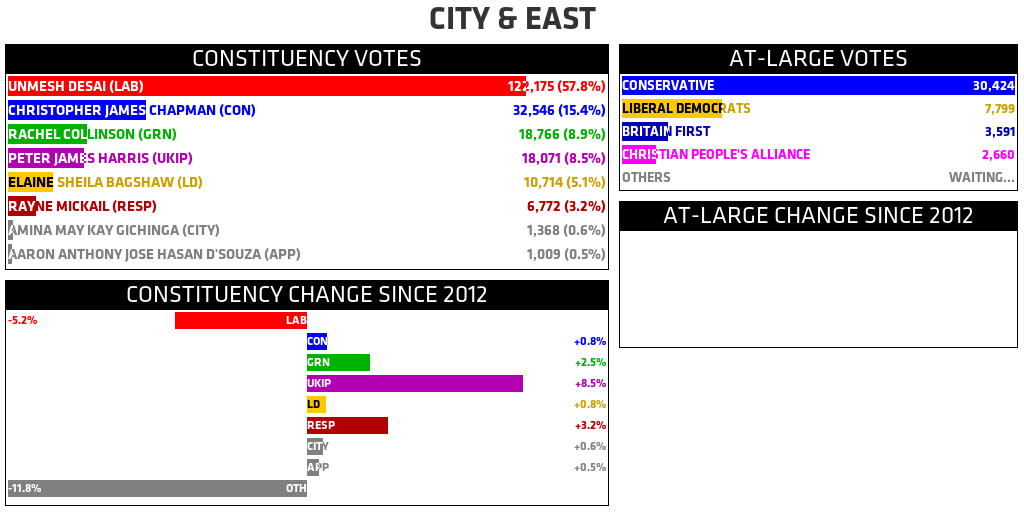 CITY & EAST
CONSTITUENCY VOTES
UNMESH DESAI (LAB) 122,175 (57.8%)
CHRISTOPHER JAMES CHAPMAN (CON) 32,546 (15.4%)
RACHEL COLLINSON (GRN) 18,766 (8.9%)
PETER JAMES HARRIS (UKIP) 18,071 (8.5%)
ELAINE SHEILA BAGSHAW (LD) 10,714 (5.1%)
RAYNE MICKAIL (RESP) 6,772 (3.2%)
AMINA MAY KAY GICHINGA (CITY) 1,368 (0.6%)
AARON ANTHONY JOSE HASAN D'SOUZA (APP) 1,009 (0.5%)
CONSTITUENCY CHANGE SINCE 2012
-5.2% LAB
CON +0.8%
GRN +2.5%
UKIP +8.5%
LD +0.8%
RESP +3.2%
CITY +0.6%
APP +0.5%
-11.8% OTH
AT-LARGE VOTES
CONSERVATIVE 30,424
LIBERAL DEMOCRATS 7,799
BRITAIN FIRST 3,591
CHRISTIAN PEOPLE'S ALLIANCE 2,660
OTHERS WAITING...
AT-LARGE CHANGE SINCE 2012